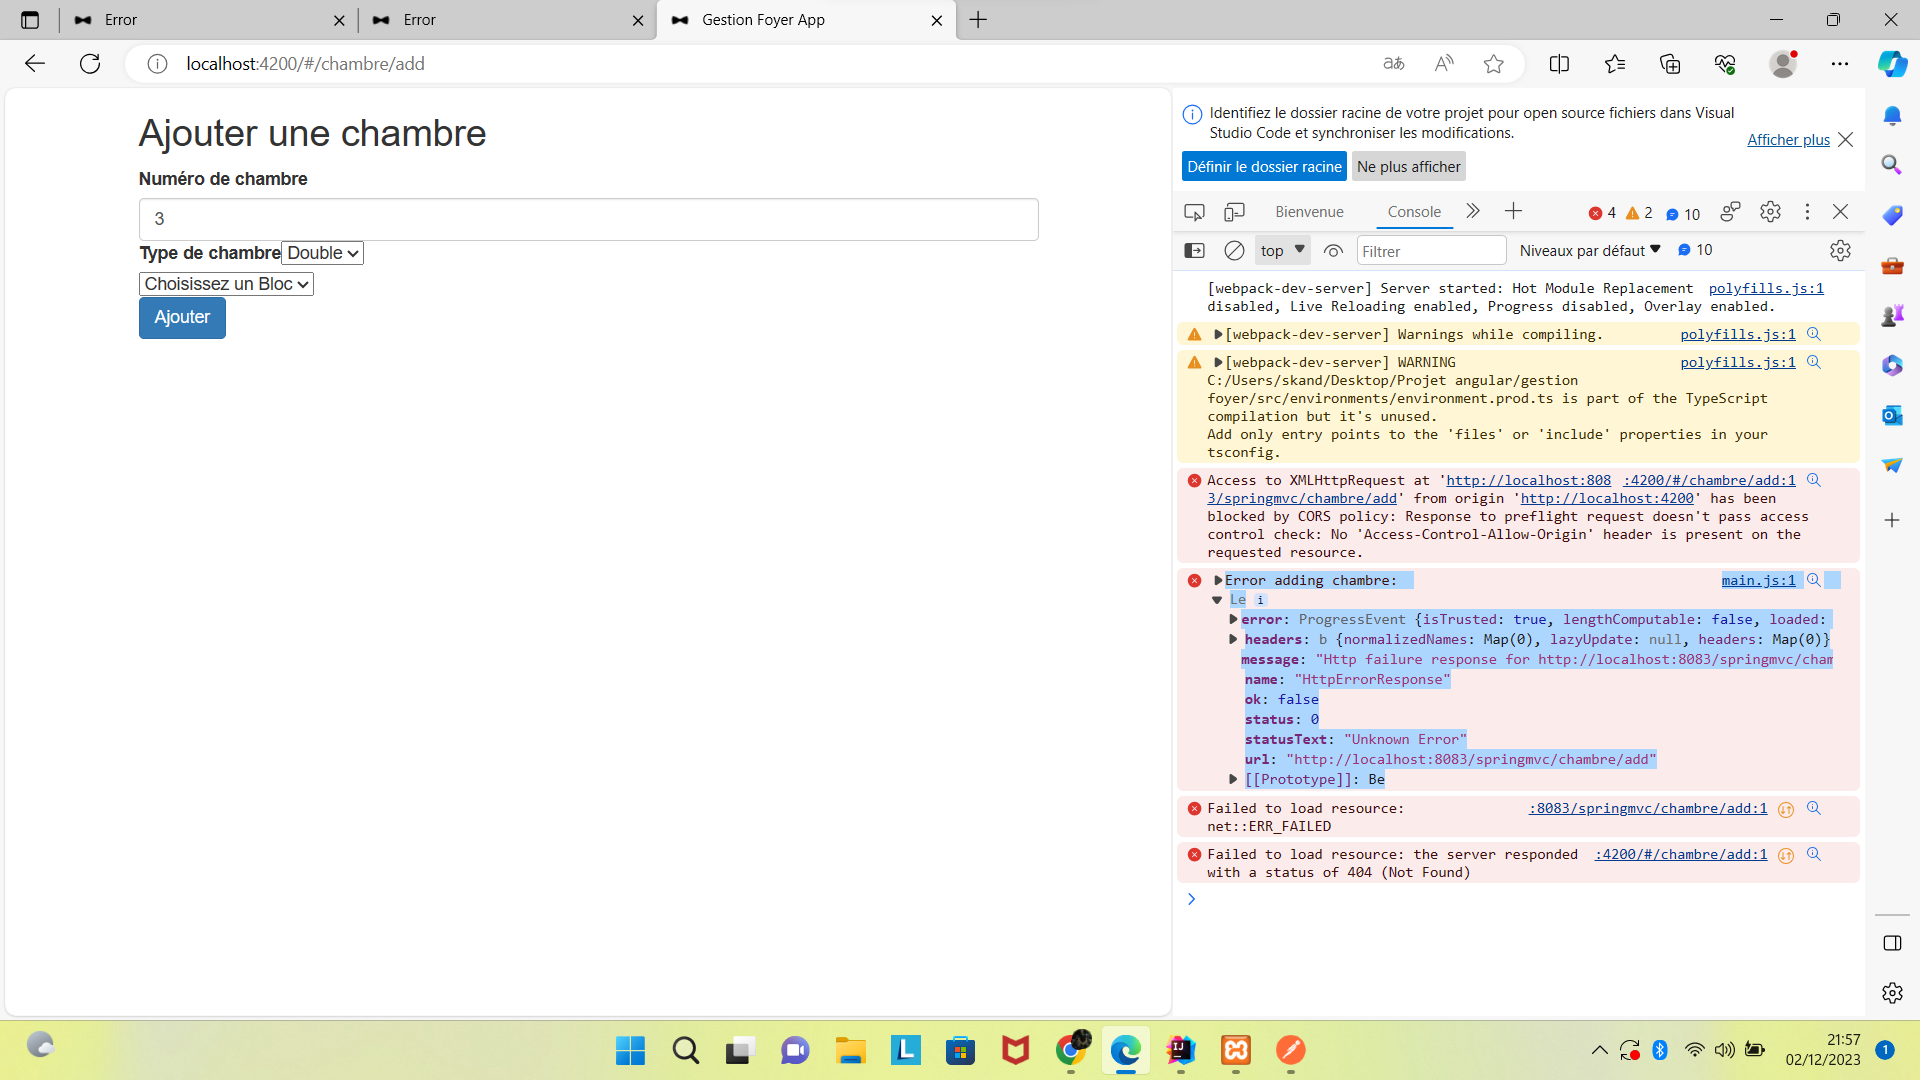 Error
Error
Gestion Foyer App
localhost:4200/#/chambre/add
Ajouter une chambre
Numéro de chambre
3
Type de chambre Double
Choisissez un Bloc
Ajouter
Identifiez le dossier racine de votre projet pour open source fichiers dans Visual
Studio Code et synchroniser les modifications.
Afficher plus
Définir le dossier racine
Ne plus afficher
Bienvenue
Console
4
2
10
top
Filtrer
Niveaux par défaut
10
[webpack-dev-server] Server started: Hot Module Replacement polyfills.js:1
disabled, Live Reloading enabled, Progress disabled, Overlay enabled.
[webpack-dev-server] Warnings while compiling. polyfills.js:1
[webpack-dev-server] WARNING polyfills.js:1
C:/Users/skand/Desktop/Projet angular/gestion
foyer/src/environments/environment.prod.ts is part of the TypeScript
compilation but it's unused.
Add only entry points to the 'files' or 'include' properties in your
tsconfig.
Access to XMLHttpRequest at 'http://localhost:808 :4200/#/chambre/add:1
3/springmvc/chambre/add' from origin 'http://localhost:4200' has been
blocked by CORS policy: Response to preflight request doesn't pass access
control check: No 'Access-Control-Allow-Origin' header is present on the
requested resource.
Error adding chambre: main.js:1
Le i
error: ProgressEvent {isTrusted: true, lengthComputable: false, loaded:
headers: b {normalizedNames: Map(0), lazyUpdate: null, headers: Map(0)}
message: "Http failure response for http://localhost:8083/springmvc/cham
name: "HttpErrorResponse"
ok: false
status: 0
statusText: "Unknown Error"
url: "http://localhost:8083/springmvc/chambre/add"
[[Prototype]]: Be
Failed to load resource: :8083/springmvc/chambre/add:1
net::ERR_FAILED
Failed to load resource: the server responded :4200/#/chambre/add:1
with a status of 404 (Not Found)
21:57
02/12/2023
1